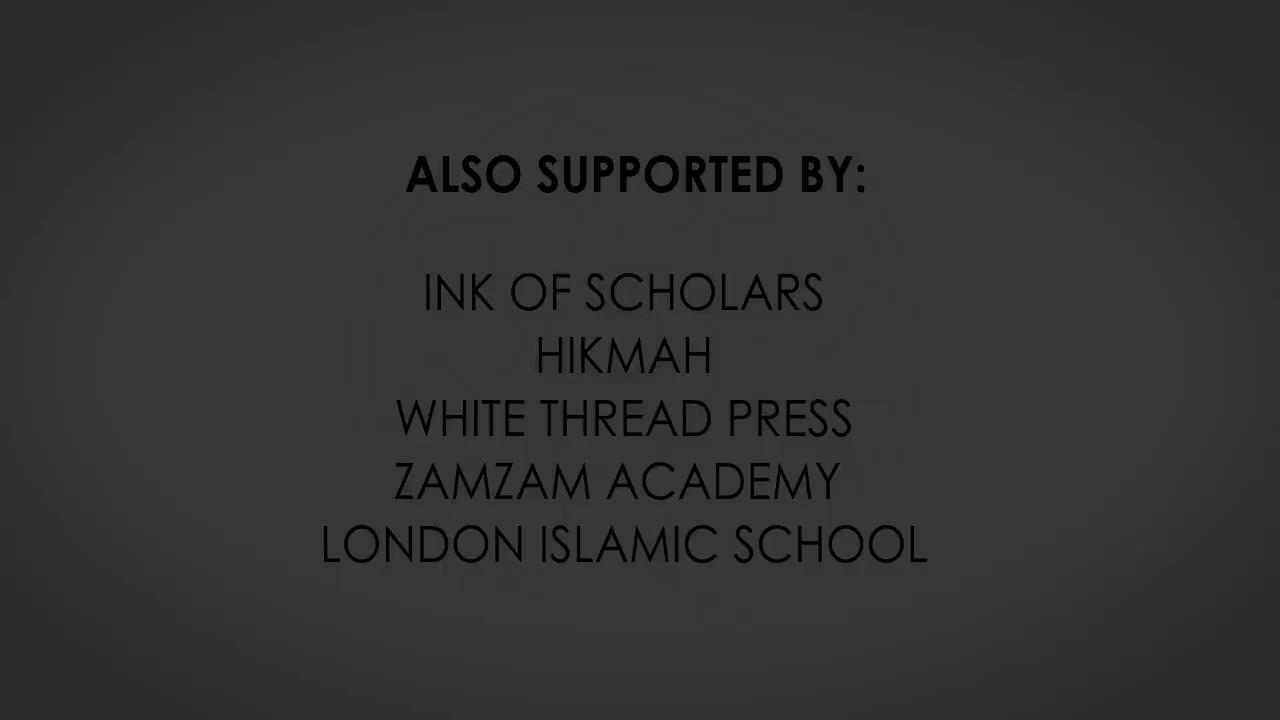 ALSO SUPPORTED BY:
INK OF SCHOLARS
HIKMAH
WHITE THREAD PRESS
ZAMZAM ACADEMY
LONDON ISLAMIC SCHOOL